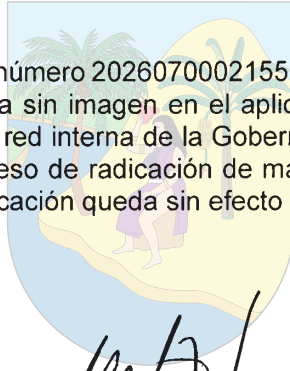 número 2026070002155
a sin imagen en el aplic
red interna de la Gobern
eso de radicación de ma
cación queda sin efecto